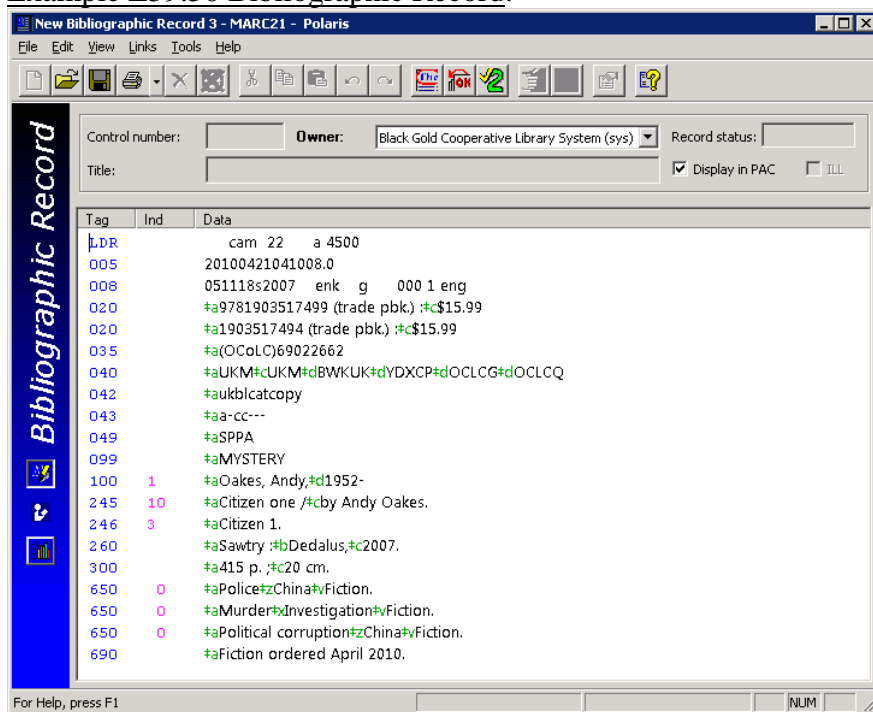 Example E39.50 Bibliographic Record:
New Bibliographic Record 3 - MARC21 - Polaris
File Edit View Links Tools Help
Control number: Owner: Black Gold Cooperative Library System (sys) Record status:
Title: Display in PAC ILL
Bibliographic Record
Tag Ind Data
LDR cam 22 a 4500
005 20100421041008.0
008 051118s2007 enk g 000 1 eng
020 ‡a9781903517499 (trade pbk.) :‡c$15.99
020 ‡a1903517494 (trade pbk.) :‡c$15.99
035 ‡a(OCoLC)69022662
040 ‡aUKM‡cUKM‡dBWKUK‡dYDXCP‡dOCLCG‡dOCLCQ
042 ‡aukblcatcopy
043 ‡aa-cc---
049 ‡aSPPA
099 ‡aMYSTERY
100 1 ‡aOakes, Andy,‡d1952-
245 10 ‡aCitizen one /‡cby Andy Oakes.
246 3 ‡aCitizen 1.
260 ‡aSawtry :‡bDedalus,‡c2007.
300 ‡a415 p. ;‡c20 cm.
650 0 ‡aPolice‡zChina‡vFiction.
650 0 ‡aMurder‡xInvestigation‡vFiction.
650 0 ‡aPolitical corruption‡zChina‡vFiction.
690 ‡aFiction ordered April 2010.
For Help, press F1 NUM